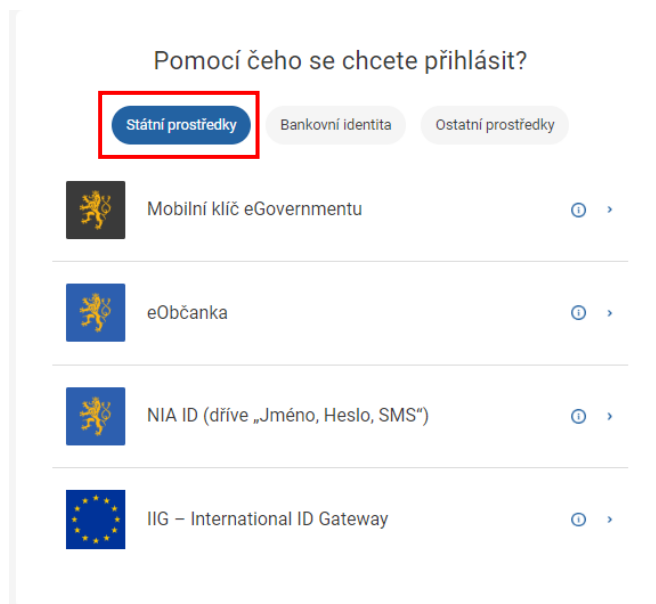 Pomocí čeho se chcete přihlásit?
Státní prostředky
Bankovní identita
Ostatní prostředky
Mobilní klíč eGovernmentu
eObčanka
NIA ID (dříve „Jméno, Heslo, SMS“)
IIG – International ID Gateway